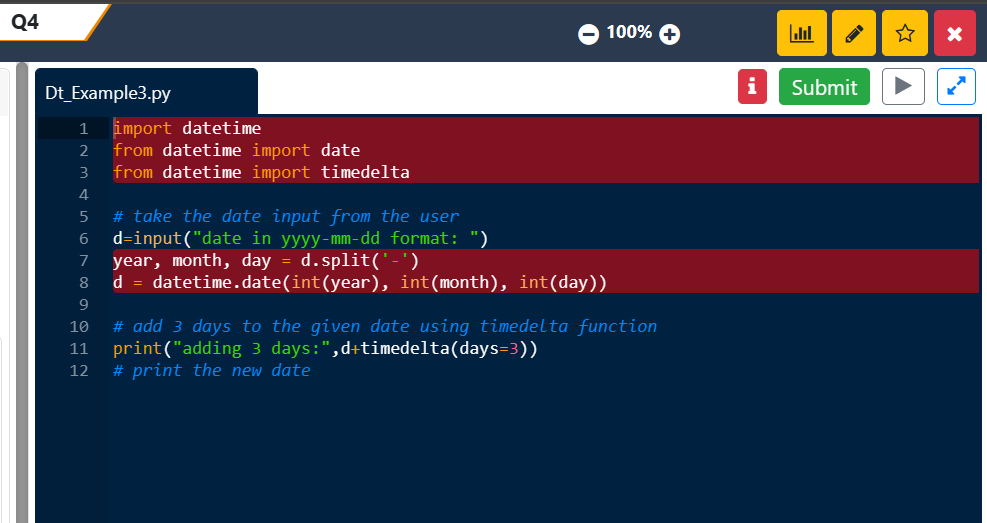 Q4
100%
Dt_Example3.py
Submit
1 import datetime
2 from datetime import date
3 from datetime import timedelta
4
5 # take the date input from the user
6 d=input("date in yyyy-mm-dd format: ")
7 year, month, day = d.split('-')
8 d = datetime.date(int(year), int(month), int(day))
9
10 # add 3 days to the given date using timedelta function
11 print("adding 3 days:",d+timedelta(days=3))
12 # print the new date